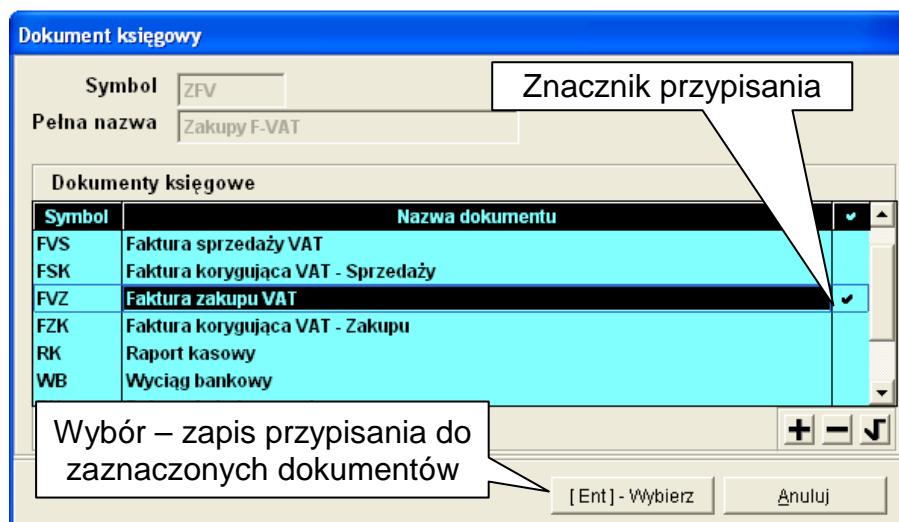 Dokument księgowy
Symbol ZFV
Znacznik przypisania
Pełna nazwa Zakupy F-VAT
Dokumenty księgowe
Symbol Nazwa dokumentu
FVS Faktura sprzedaży VAT
FSK Faktura korygująca VAT - Sprzedaży
FVZ Faktura zakupu VAT
FZK Faktura korygująca VAT - Zakupu
RK Raport kasowy
WB Wyciąg bankowy
Wybór – zapis przypisania do
zaznaczonych dokumentów
[Ent] - Wybierz Anuluj